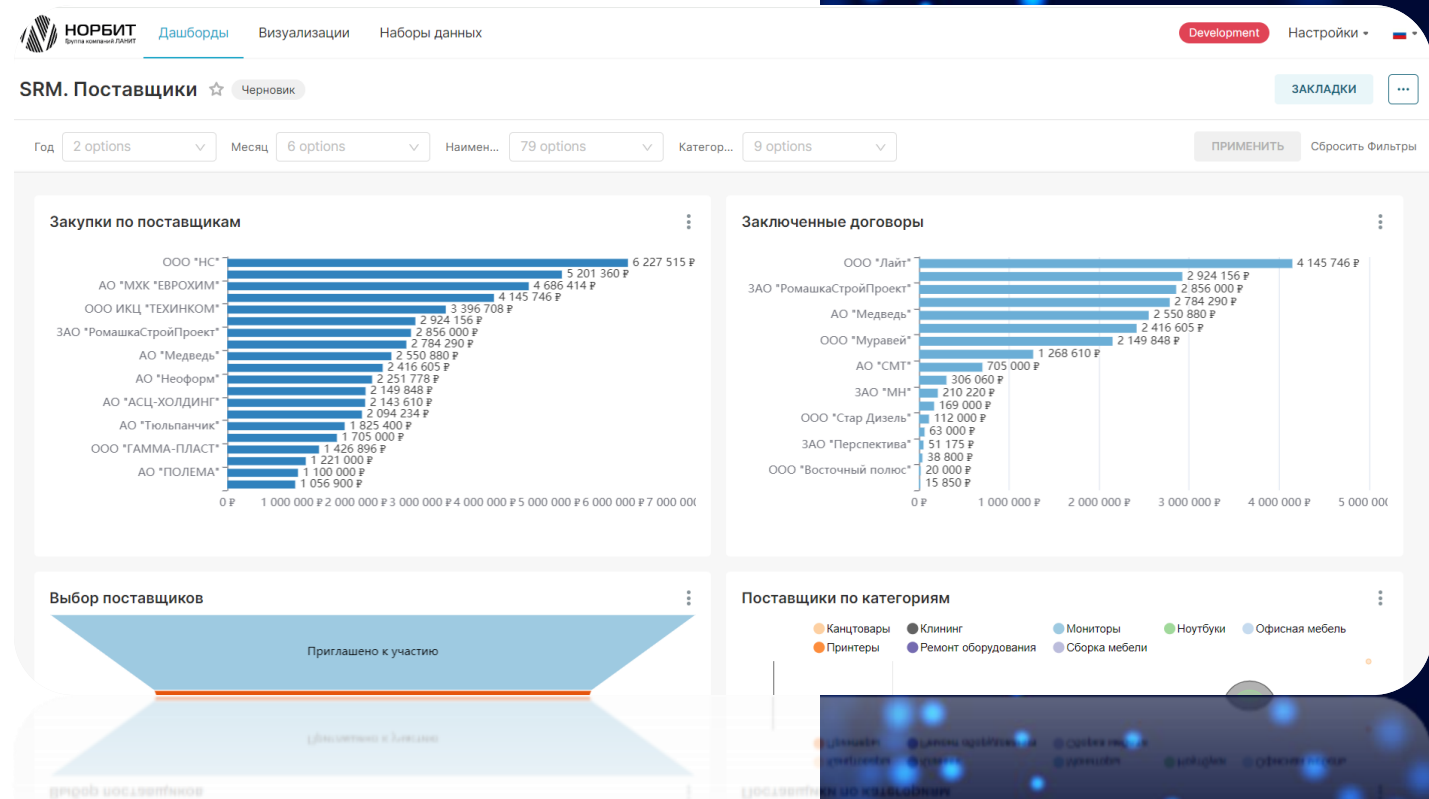 НОРБИТ
Группа компаний ЛАНИТ
Дашборды
Визуализации
Наборы данных
Development
Настройки
SRM. Поставщики
Черновик
ЗАКЛАДКИ
Год
2 options
Месяц
6 options
Наимен...
79 options
Категор...
9 options
ПРИМЕНИТЬ
Сбросить Фильтры
Закупки по поставщикам
ООО "НС"
6 227 515 ₽
5 201 360 ₽
АО "МХК "ЕВРОХИМ"
4 686 414 ₽
4 145 746 ₽
ООО ИКЦ "ТЕХИНКОМ"
3 396 708 ₽
2 924 156 ₽
ЗАО "РомашкаСтройПроект"
2 856 000 ₽
2 784 290 ₽
АО "Медведь"
2 550 880 ₽
2 416 605 ₽
АО "Неоформ"
2 251 778 ₽
2 149 848 ₽
АО "АСЦ-ХОЛДИНГ"
2 143 610 ₽
2 094 234 ₽
АО "Тюльпанчик"
1 825 400 ₽
1 705 000 ₽
ООО "ГАММА-ПЛАСТ"
1 426 896 ₽
1 221 000 ₽
АО "ПОЛЕМА"
1 100 000 ₽
1 056 900 ₽
0 ₽ 1 000 000 ₽ 2 000 000 ₽ 3 000 000 ₽ 4 000 000 ₽ 5 000 000 ₽ 6 000 000 ₽ 7 000 000
Заключенные договоры
ООО "Лайт"
4 145 746 ₽
2 924 156 ₽
ЗАО "РомашкаСтройПроект"
2 856 000 ₽
2 784 290 ₽
АО "Медведь"
2 550 880 ₽
2 416 605 ₽
ООО "Муравей"
2 149 848 ₽
1 268 610 ₽
АО "СМТ"
705 000 ₽
306 060 ₽
ЗАО "МН"
210 220 ₽
169 000 ₽
ООО "Стар Дизель"
112 000 ₽
63 000 ₽
ЗАО "Перспектива"
51 175 ₽
38 800 ₽
ООО "Восточный полюс"
20 000 ₽
15 850 ₽
0 ₽ 1 000 000 ₽ 2 000 000 ₽ 3 000 000 ₽ 4 000 000 ₽ 5 000 000
Выбор поставщиков
Приглашено к участию
Поставщики по категориям
Канцтовары Клининг Мониторы Ноутбуки Офисная мебель
Принтеры Ремонт оборудования Сборка мебели